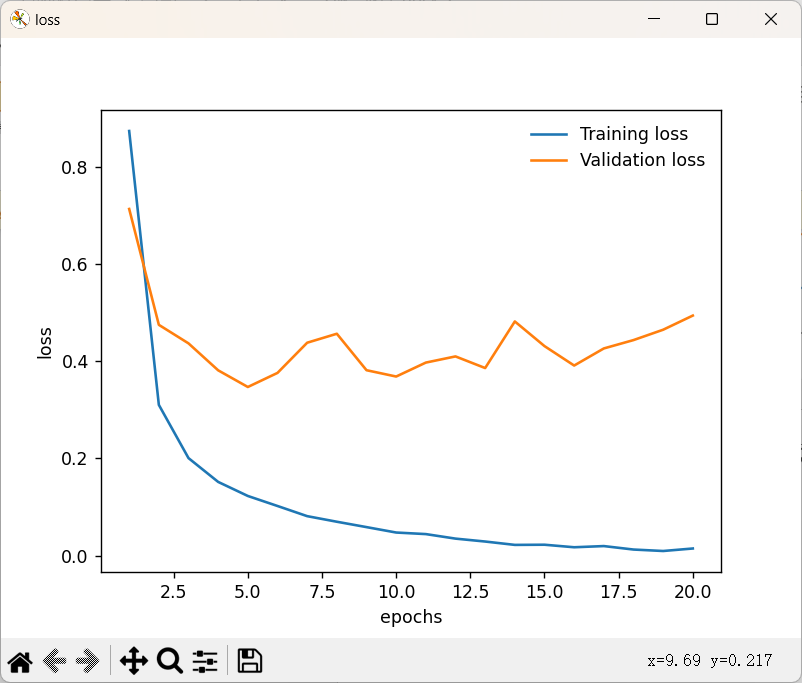 loss
Training loss
Validation loss
0.8
0.6
0.4
0.2
0.0
loss
2.5 5.0 7.5 10.0 12.5 15.0 17.5 20.0
epochs
x=9.69 y=0.217